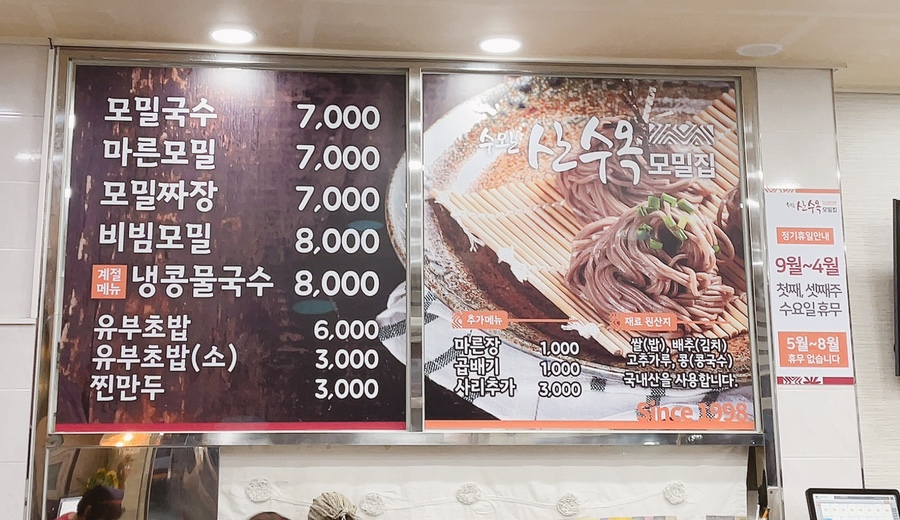 모밀국수 7,000
마른모밀 7,000
모밀짜장 7,000
비빔모밀 8,000
계절메뉴 냉콩물국수 8,000
유부초밥 6,000
유부초밥(소) 3,000
찐만두 3,000
수모밀 산수옥 모밀집
추가메뉴
마른장 1,000
곱배기 1,000
사리추가 3,000
재료 원산지
쌀(밥), 배추(김치)
고추가루, 콩(콩국수)
국내산을 사용합니다.
Since 1998
산수옥 모밀집
정기휴일안내
9월~4월
첫째, 셋째주
수요일 휴무
5월~8월
휴무 없습니다